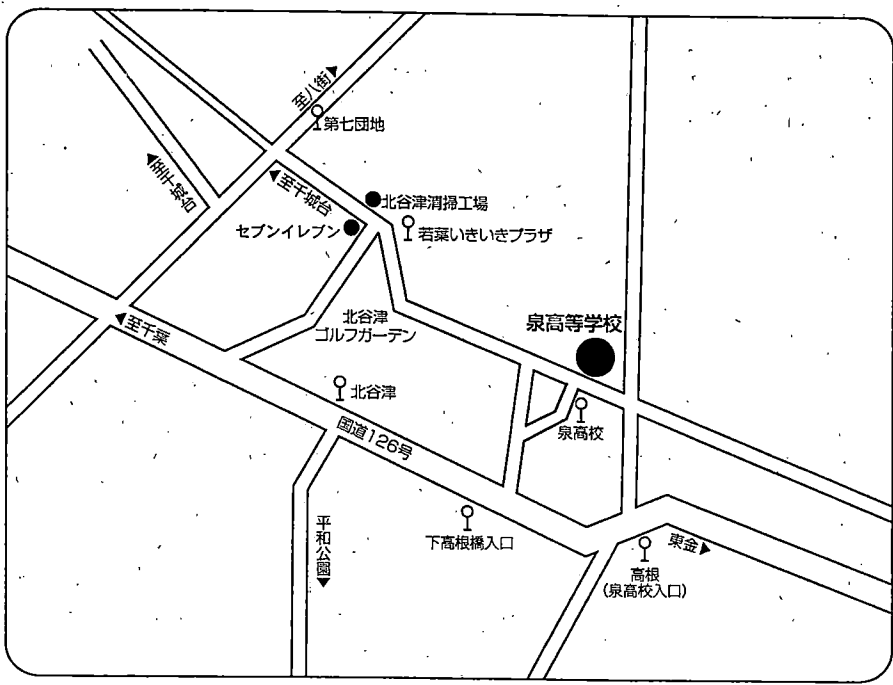 至八街▶
第七団地
◀至千城台
◀至千城台
北谷津清掃工場
セブンイレブン
若葉いきいきプラザ
北谷津
ゴルフガーデン
泉高等学校
◀至千葉
北谷津
国道126号
泉高校
下高根橋入口
平和公園▼
東金▶
高根
(泉高校入口)